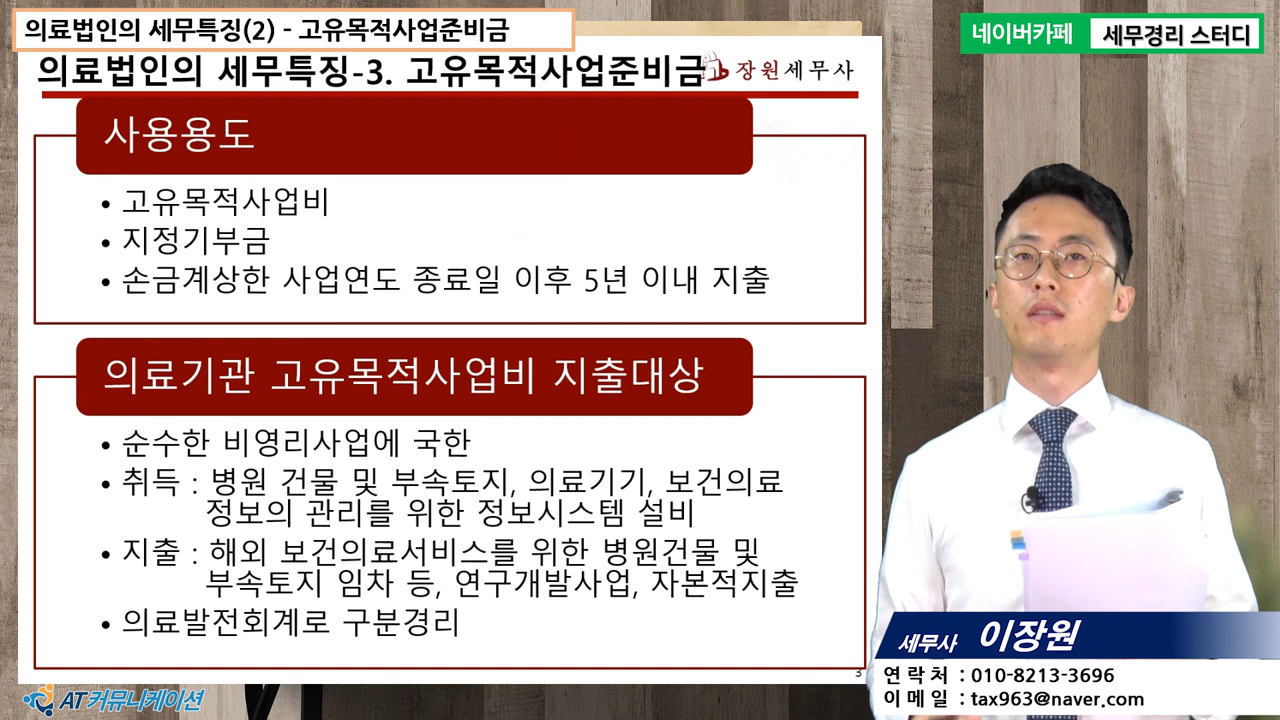 의료법인의 세무특징(2) - 고유목적사업준비금
네이버카페 세무경리 스터디
의료법인의 세무특징-3. 고유목적사업준비금
장원세무사
사용용도
• 고유목적사업비
• 지정기부금
• 손금계상한 사업연도 종료일 이후 5년 이내 지출
의료기관 고유목적사업비 지출대상
• 순수한 비영리사업에 국한
• 취득 : 병원 건물 및 부속토지, 의료기기, 보건의료
정보의 관리를 위한 정보시스템 설비
• 지출 : 해외 보건의료서비스를 위한 병원건물 및
부속토지 임차 등, 연구개발사업, 자본적지출
• 의료발전회계로 구분경리
3
세무사 이장원
연락처 : 010-8213-3696
이메일 : tax963@naver.com
AT커뮤니케이션